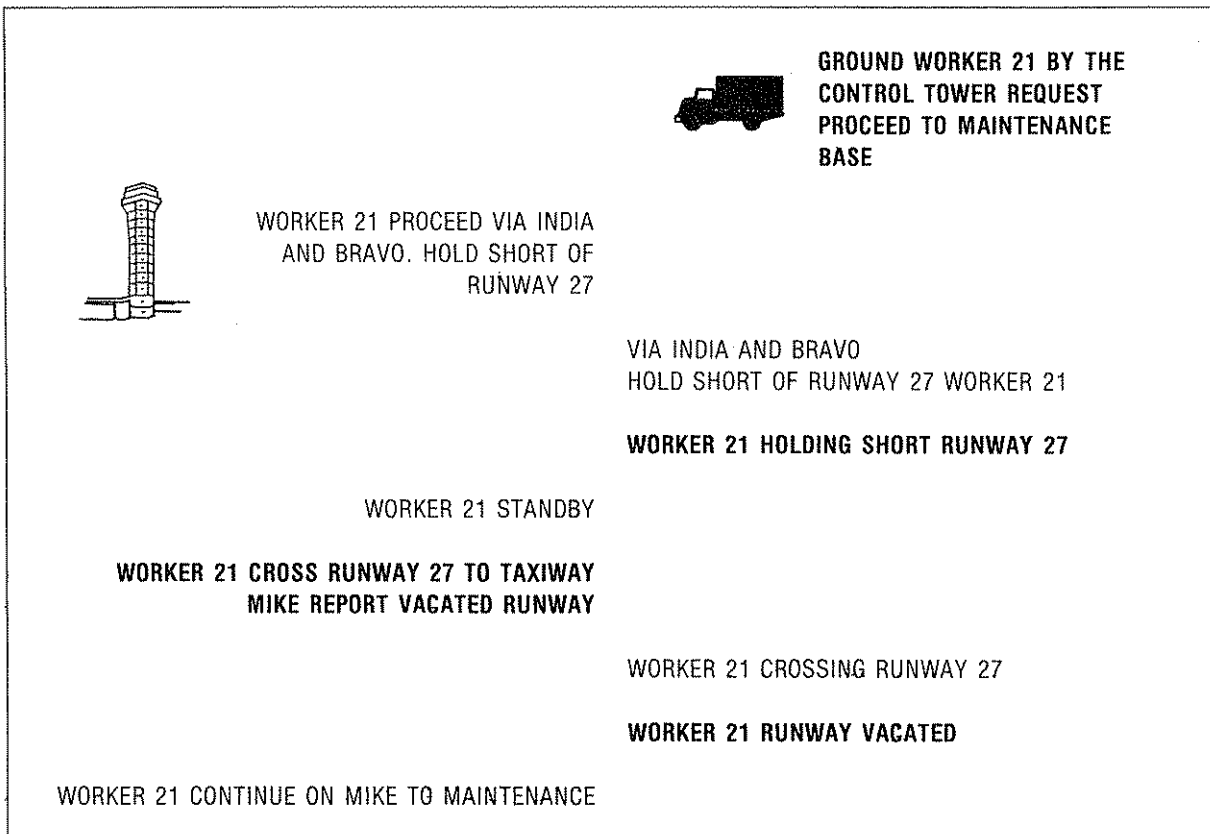 GROUND WORKER 21 BY THE
CONTROL TOWER REQUEST
PROCEED TO MAINTENANCE
BASE
WORKER 21 PROCEED VIA INDIA
AND BRAVO. HOLD SHORT OF
RUNWAY 27
VIA INDIA AND BRAVO
HOLD SHORT OF RUNWAY 27 WORKER 21
WORKER 21 HOLDING SHORT RUNWAY 27
WORKER 21 STANDBY
WORKER 21 CROSS RUNWAY 27 TO TAXIWAY
MIKE REPORT VACATED RUNWAY
WORKER 21 CROSSING RUNWAY 27
WORKER 21 RUNWAY VACATED
WORKER 21 CONTINUE ON MIKE TO MAINTENANCE